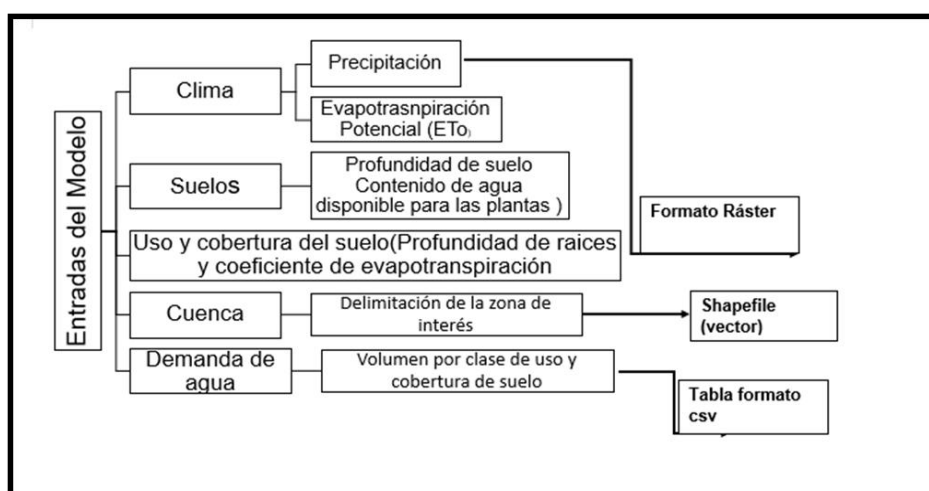 Entradas del Modelo
Clima
Precipitación
Evapotrasnpiración
Potencial (ETo)
Suelos
Profundidad de suelo
Contenido de agua
disponible para las plantas )
Formato Ráster
Uso y cobertura del suelo(Profundidad de raices
y coeficiente de evapotranspiración
Cuenca
Delimitación de la zona de
interés
Shapefile
(vector)
Demanda de
agua
Volumen por clase de uso y
cobertura de suelo
Tabla formato
csv